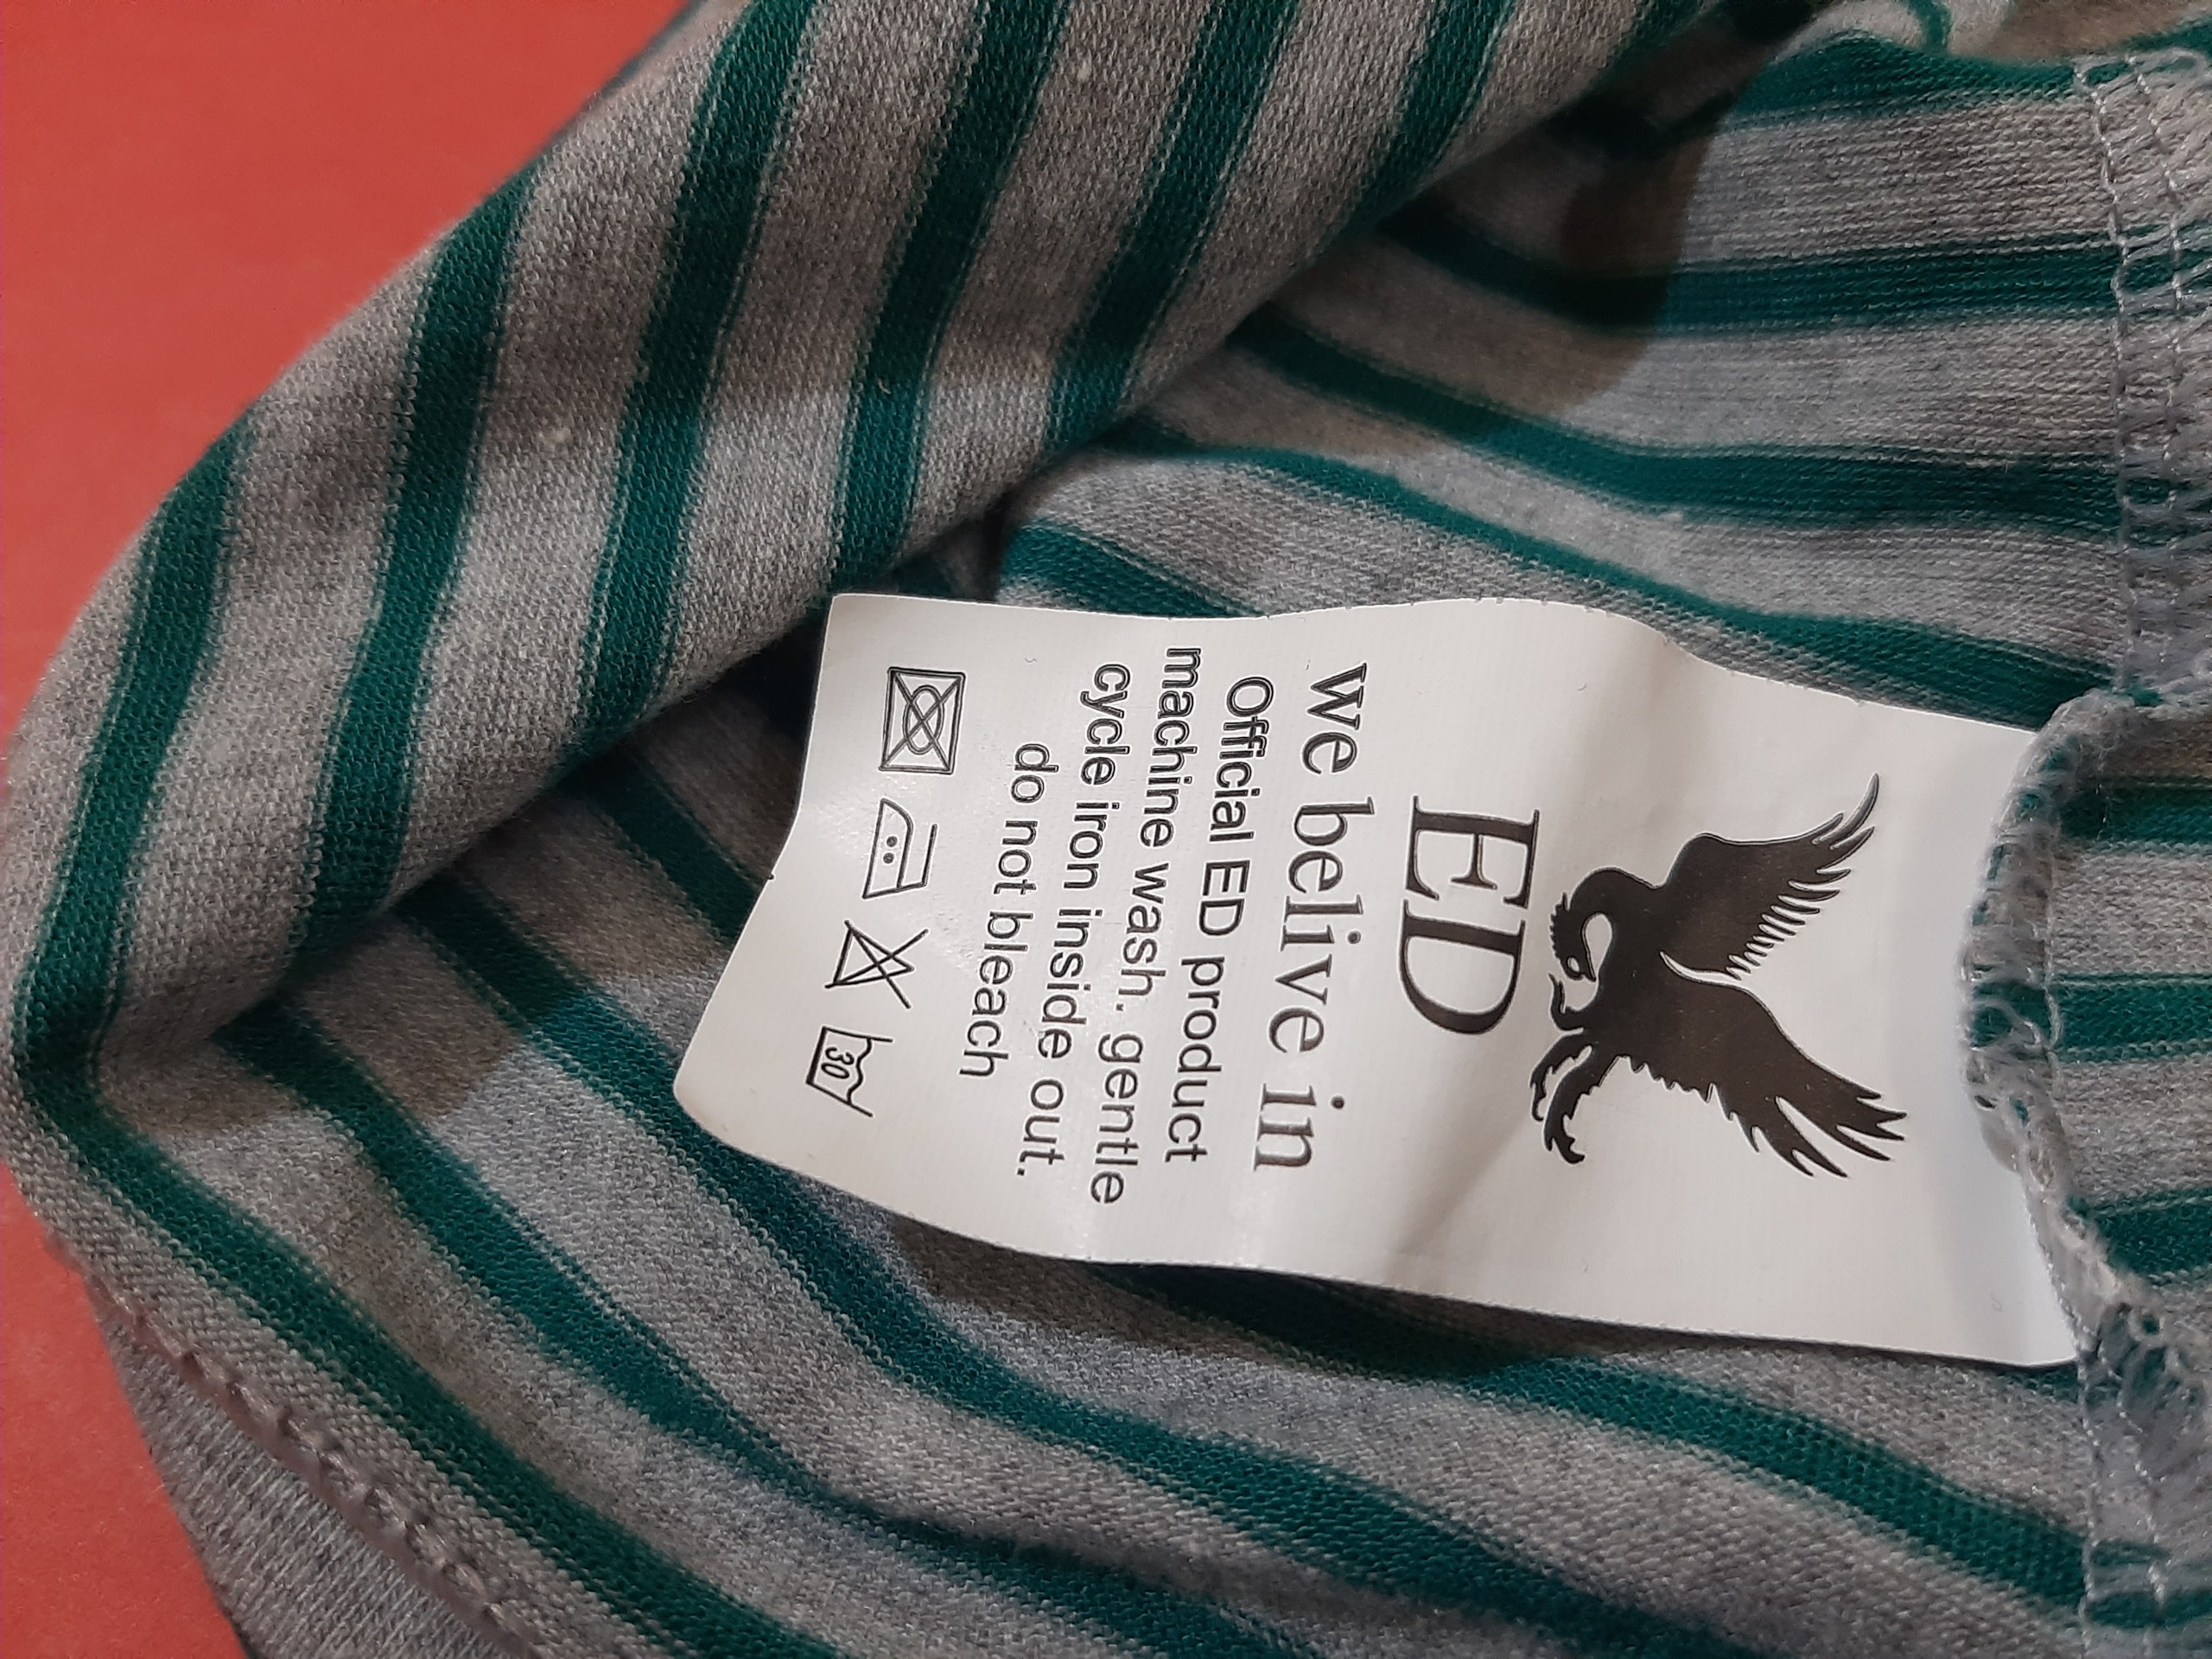 ED
we belive in
Official ED product
machine wash. gentle
cycle iron inside out.
do not bleach
30